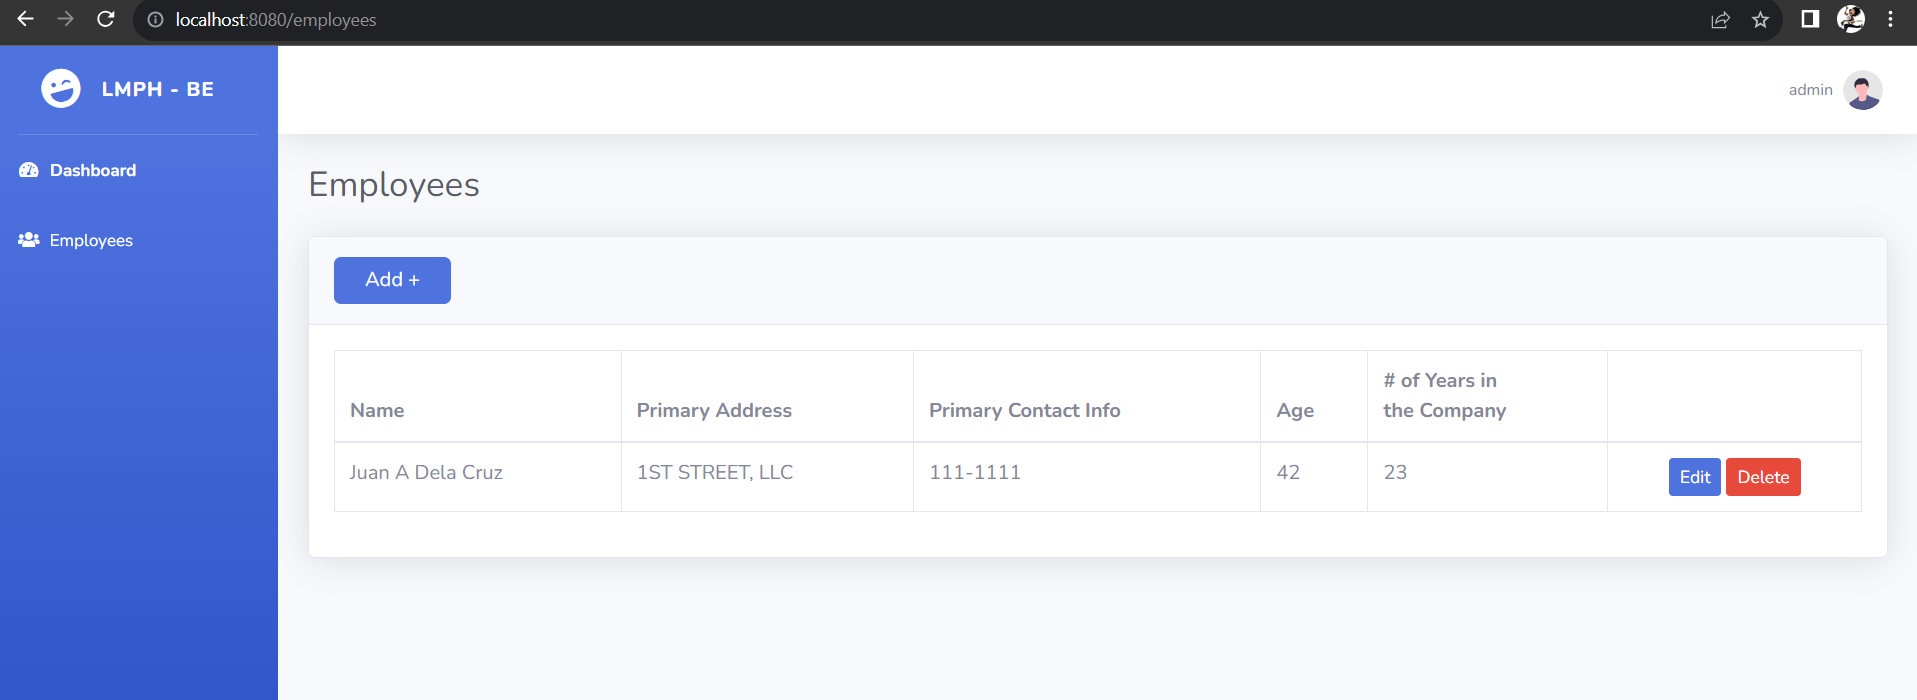 localhost:8080/employees
LMPH - BE
admin
Dashboard
Employees
Employees
Add +
Name
Primary Address
Primary Contact Info
Age
# of Years in
the Company
Juan A Dela Cruz
1ST STREET, LLC
111-1111
42
23
Edit
Delete